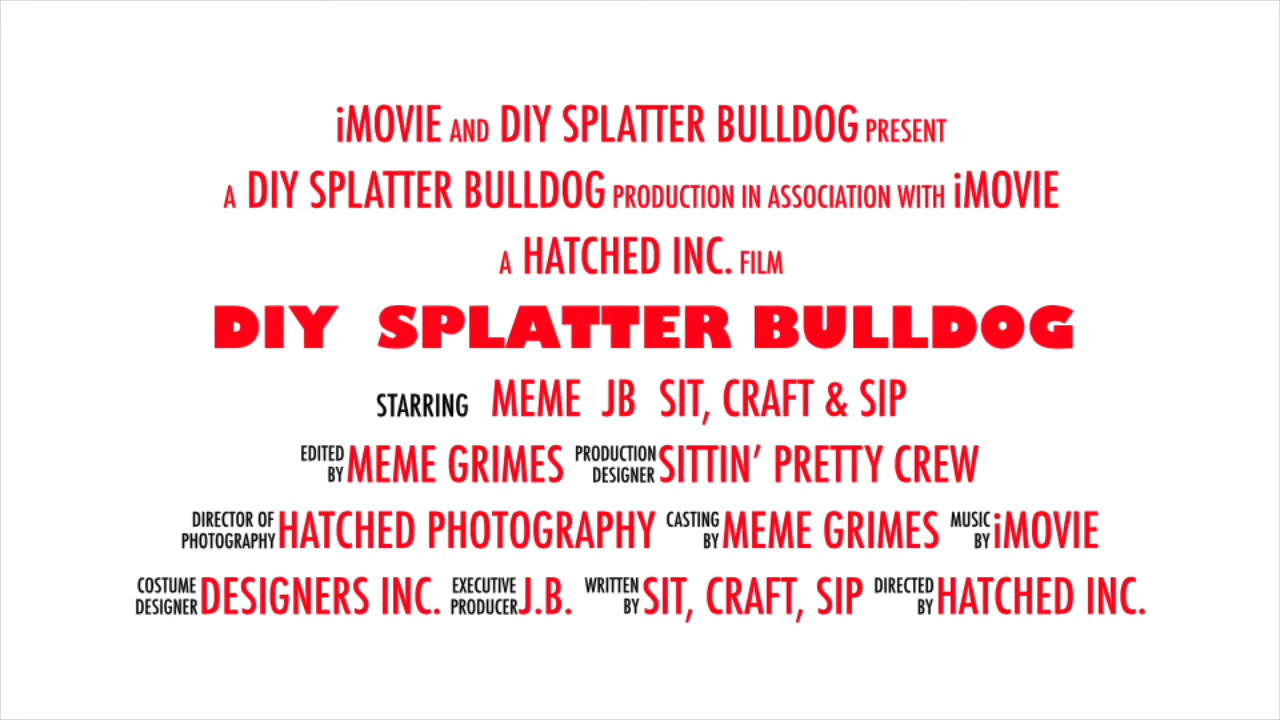 iMOVIE AND DIY SPLATTER BULLDOG PRESENT
A DIY SPLATTER BULLDOG PRODUCTION IN ASSOCIATION WITH iMOVIE
A HATCHED INC. FILM
DIY SPLATTER BULLDOG
STARRING MEME JB SIT, CRAFT & SIP
EDITED BY MEME GRIMES PRODUCTION DESIGNER SITTIN’ PRETTY CREW
DIRECTOR OF PHOTOGRAPHY HATCHED PHOTOGRAPHY CASTING BY MEME GRIMES MUSIC BY iMOVIE
COSTUME DESIGNER DESIGNERS INC. EXECUTIVE PRODUCER J.B. WRITTEN BY SIT, CRAFT, SIP DIRECTED BY HATCHED INC.